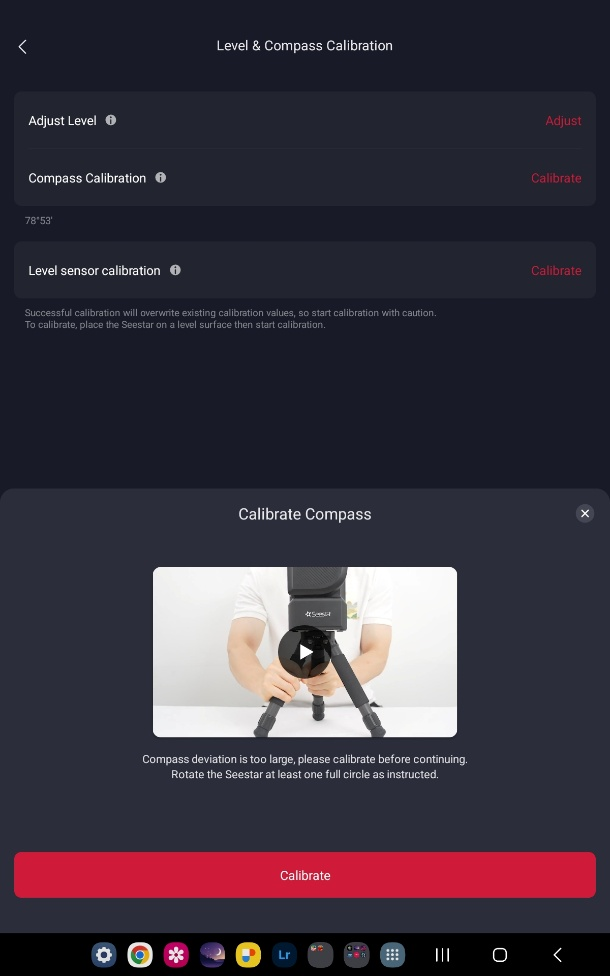 Level & Compass Calibration
Adjust Level
Adjust
Compass Calibration
Calibrate
78°53'
Level sensor calibration
Calibrate
Successful calibration will overwrite existing calibration values, so start calibration with caution.
To calibrate, place the Seestar on a level surface then start calibration.
Calibrate Compass
Seestar
Compass deviation is too large, please calibrate before continuing.
Rotate the Seestar at least one full circle as instructed.
Calibrate
Lr